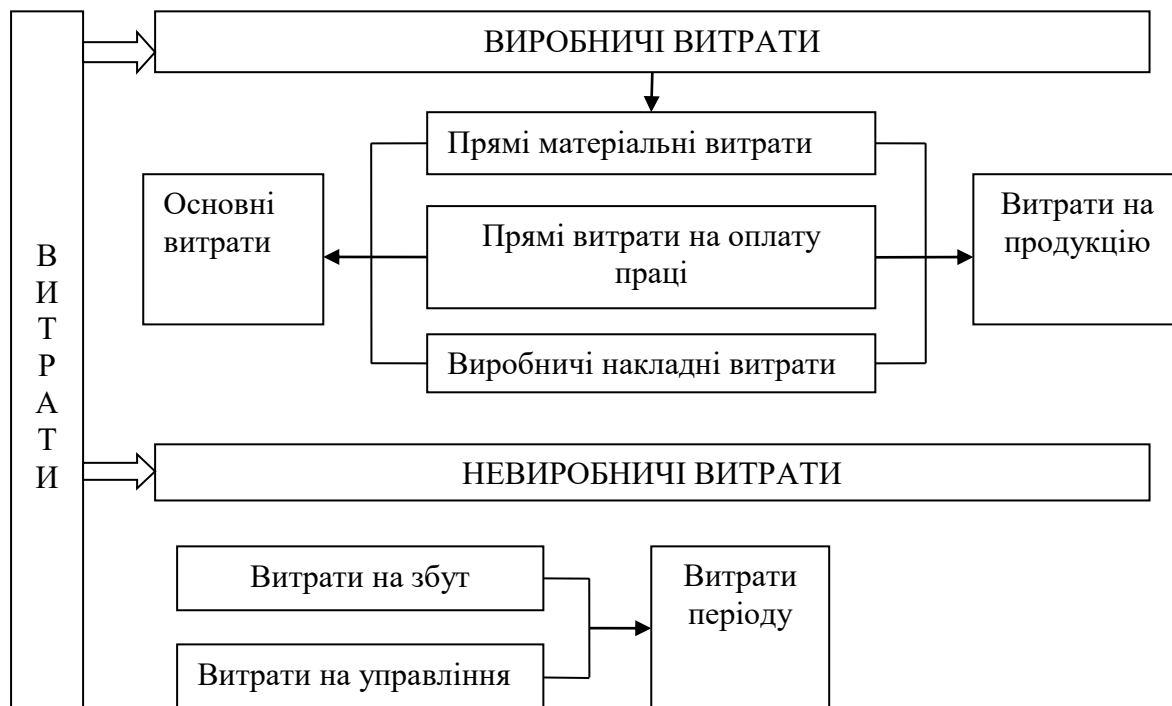 ВИТРАТИ
ВИРОБНИЧІ ВИТРАТИ
Прямі матеріальні витрати
Основні
витрати
Прямі витрати на оплату
праці
Витрати на
продукцію
Виробничі накладні витрати
НЕВИРОБНИЧІ ВИТРАТИ
Витрати на збут
Витрати на управління
Витрати
періоду